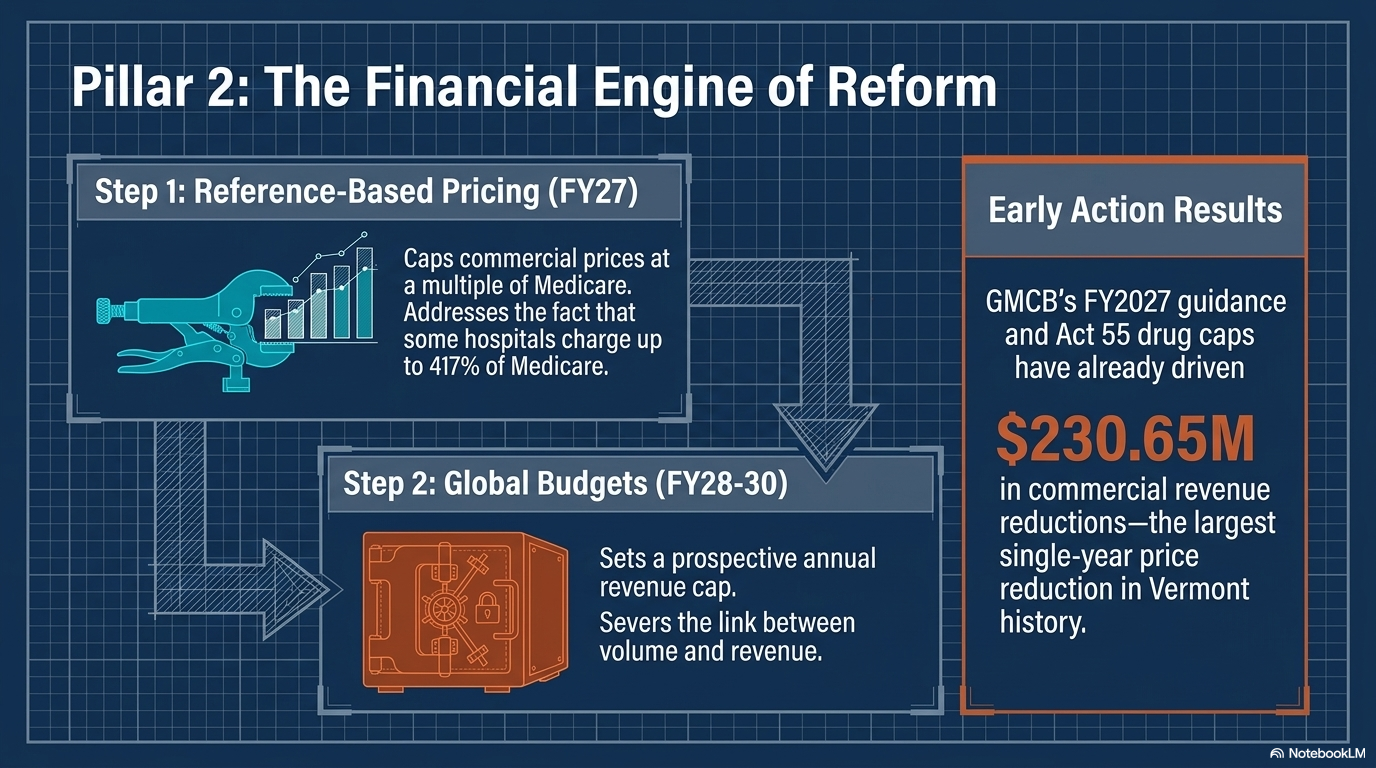 Pillar 2: The Financial Engine of Reform
Step 1: Reference-Based Pricing (FY27)
Caps commercial prices at
a multiple of Medicare.
Addresses the fact that
some hospitals charge up
to 417% of Medicare.
Step 2: Global Budgets (FY28-30)
Sets a prospective annual
revenue cap.
Severs the link between
volume and revenue.
Early Action Results
GMCB's FY2027 guidance
and Act 55 drug caps
have already driven
$230.65M
in commercial revenue
reductions—the largest
single-year price
reduction in Vermont
history.
NotebookLM